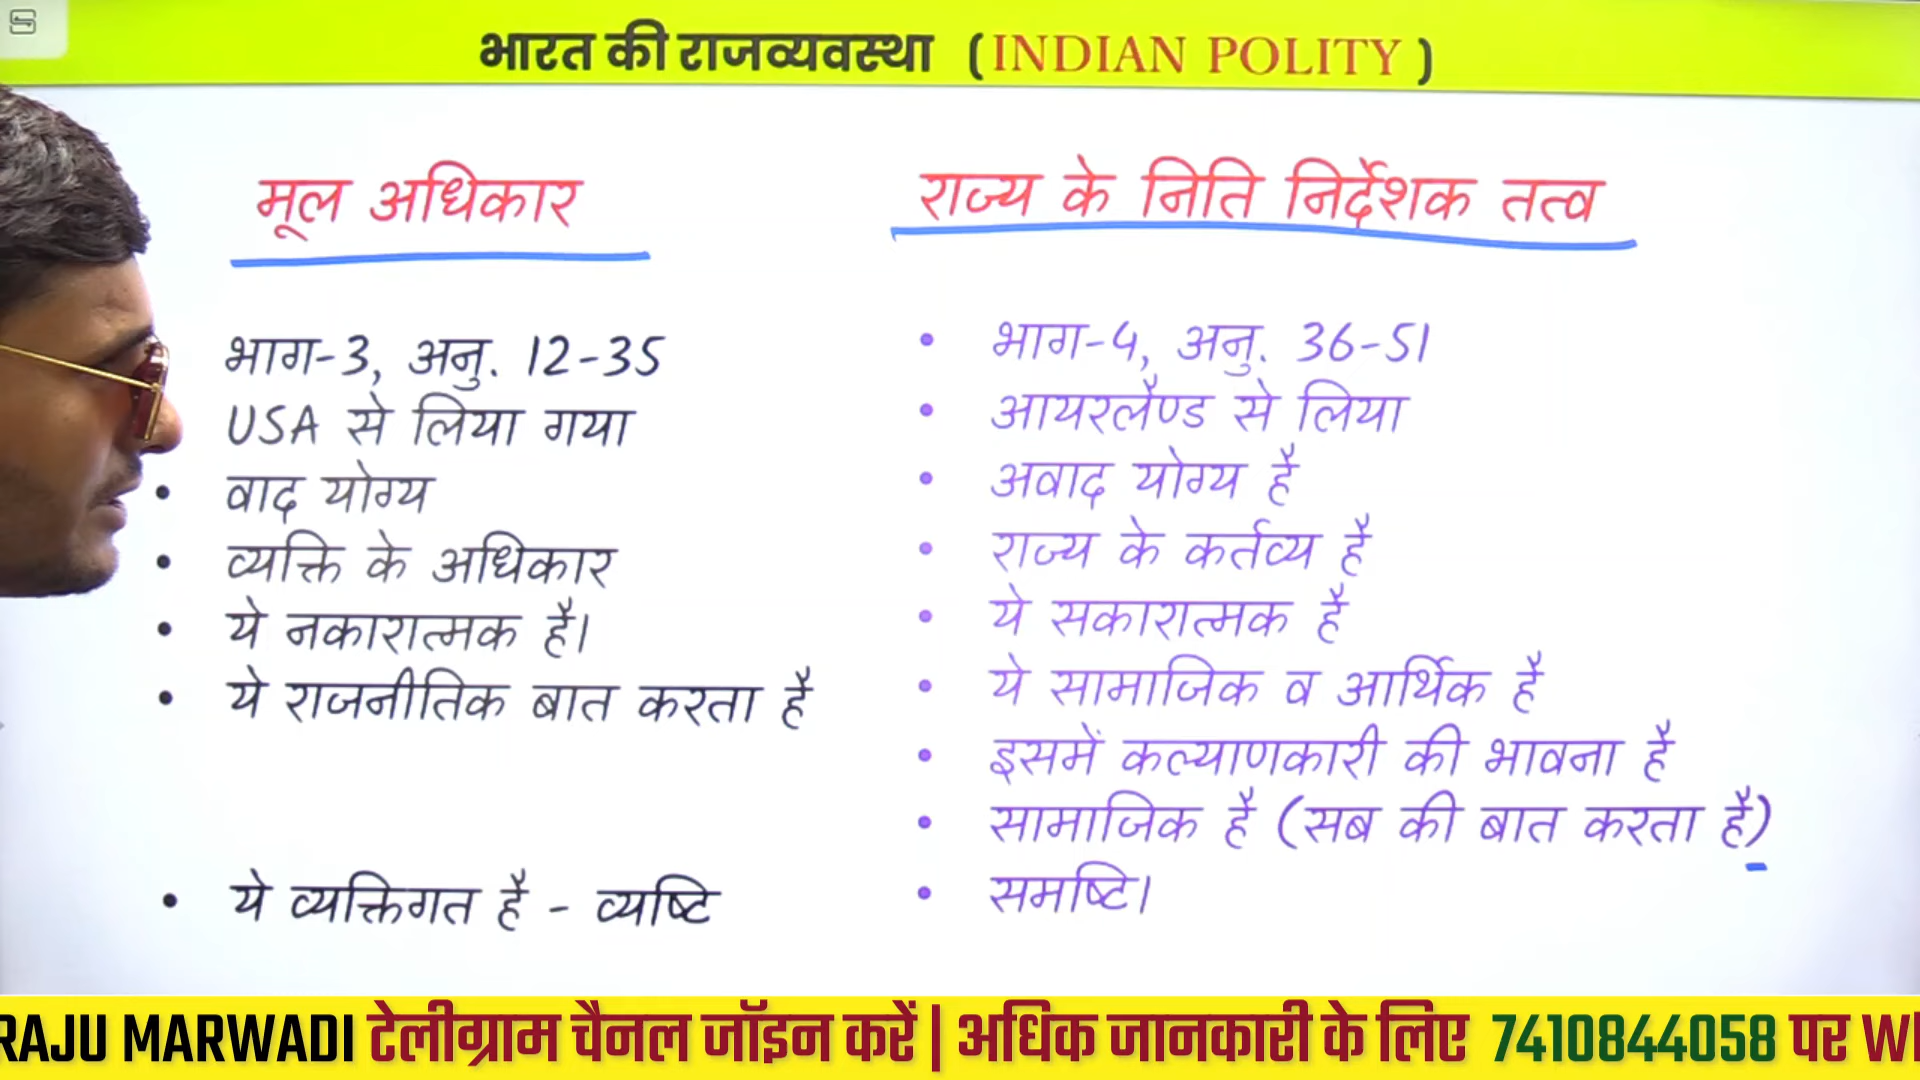 भारत की राजव्यवस्था (INDIAN POLITY)
मूल अधिकार
भाग-3, अनु. 12-35
USA से लिया गया
• वाद योग्य
• व्यक्ति के अधिकार
• ये नकारात्मक है।
• ये राजनीतिक बात करता है
• ये व्यक्तिगत है - व्यष्टि
राज्य के निति निर्देशक तत्व
• भाग-4, अनु. 36-51
• आयरलैण्ड से लिया
• अवाद योग्य है
• राज्य के कर्तव्य है
• ये सकारात्मक है
• ये सामाजिक व आर्थिक है
• इसमें कल्याणकारी की भावना है
• सामाजिक है (सब की बात करता है)
• समष्टि।
RAJU MARWADI टेलीग्राम चैनल जॉइन करें | अधिक जानकारी के लिए 7410844058 पर